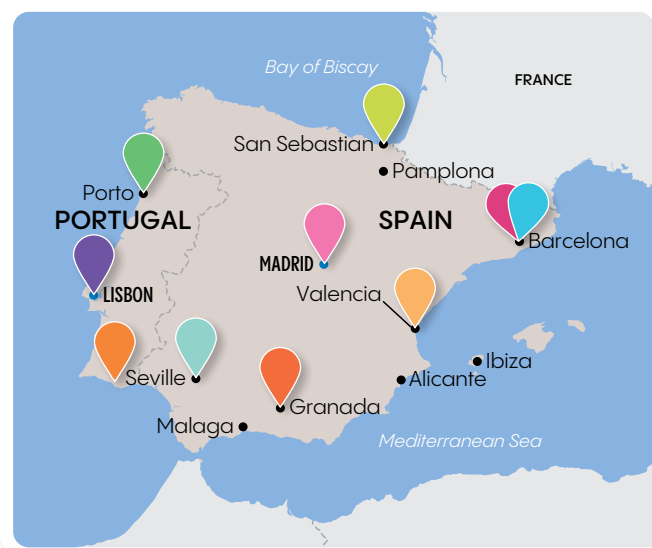 Bay of Biscay
FRANCE
San Sebastian
Pamplona
Porto
PORTUGAL
SPAIN
Barcelona
MADRID
LISBON
Valencia
Ibiza
Seville
Alicante
Granada
Malaga
Mediterranean Sea